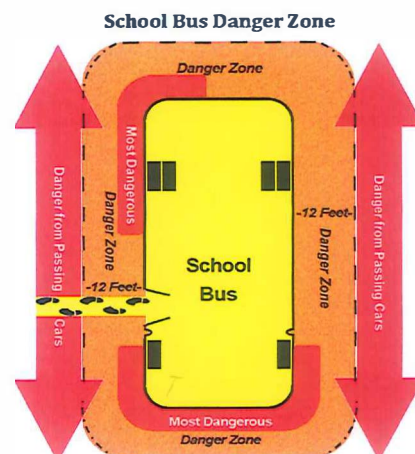 School Bus Danger Zone
Danger Zone
Most Dangerous
Danger from Passing Cars
Danger Zone
-12 Feet-
School
Bus
-12 Feet-
Danger Zone
Danger from Passing Cars
Most Dangerous
Danger Zone